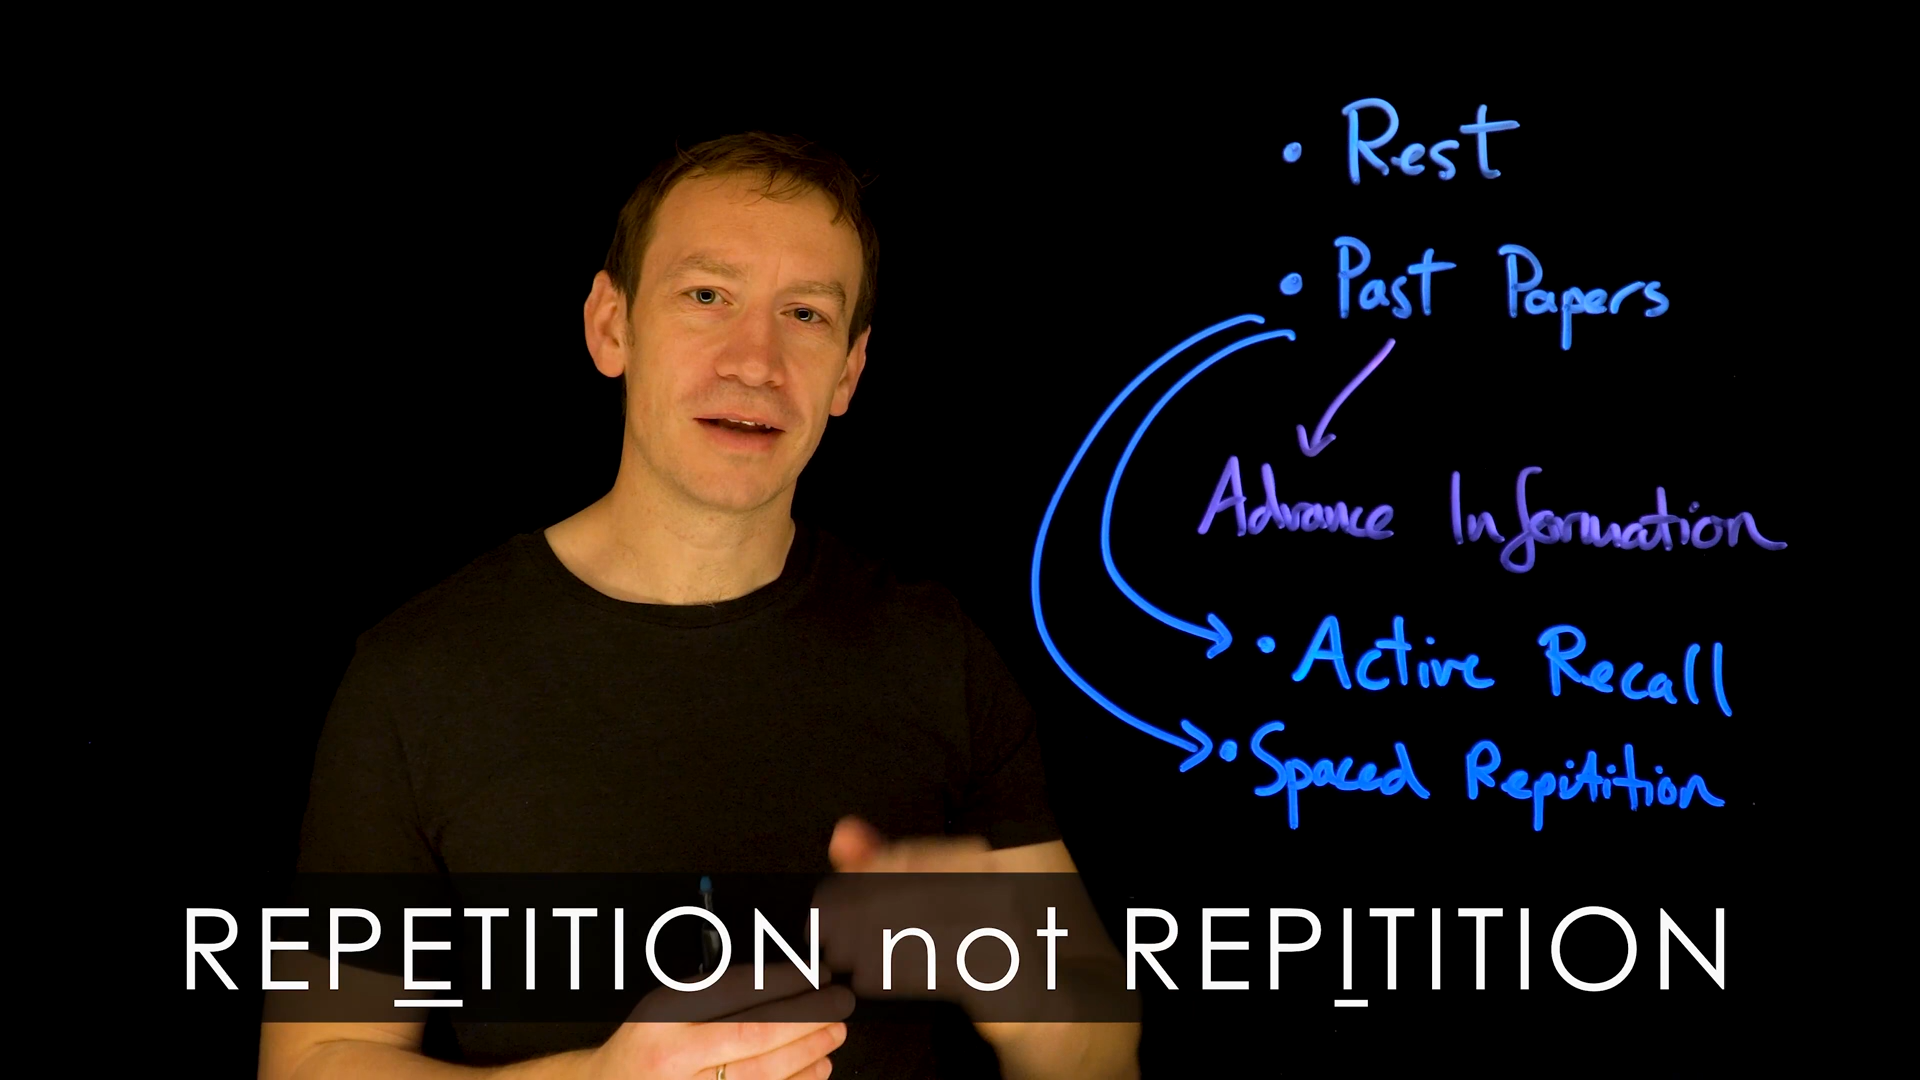 • Rest
• Past Papers
Advance Information
• Active Recall
• Spaced Repitition
REPETITION not REPITITION